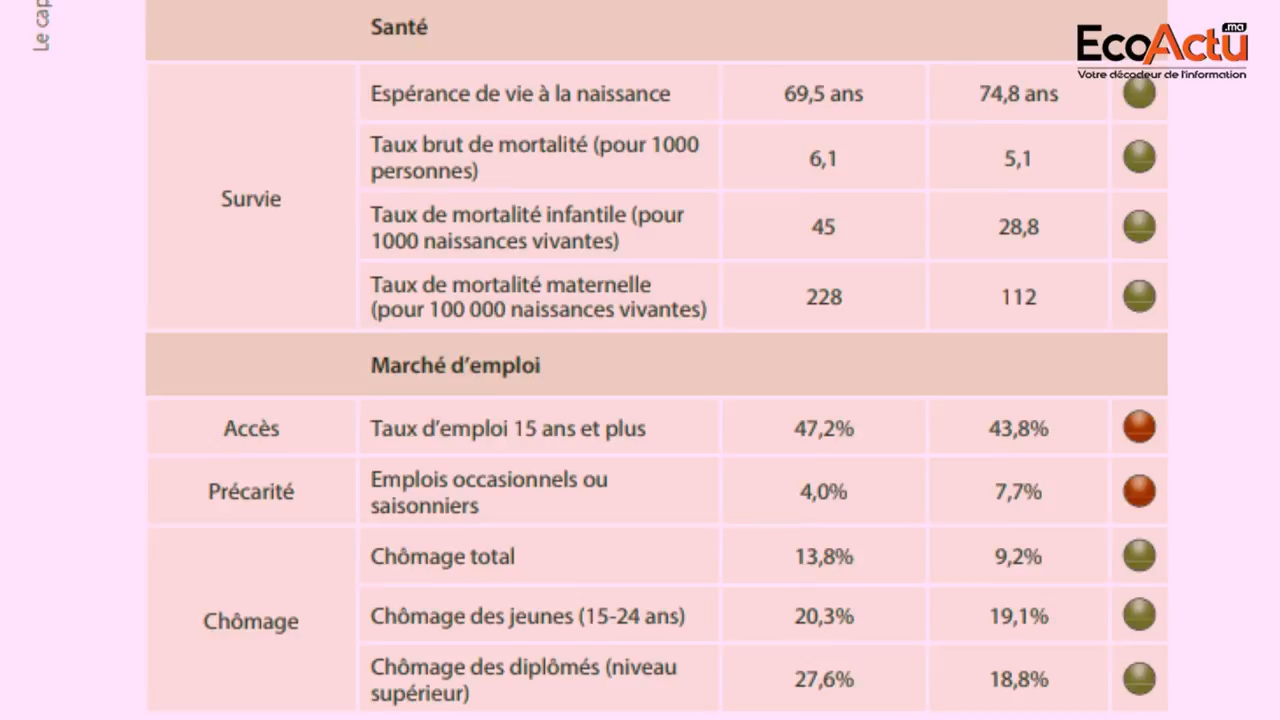 Le cap
EcoActu
.ma
Votre décodeur de l'information
Santé
Survie
Espérance de vie à la naissance 69,5 ans 74,8 ans
Taux brut de mortalité (pour 1000
personnes) 6,1 5,1
Taux de mortalité infantile (pour
1000 naissances vivantes) 45 28,8
Taux de mortalité maternelle
(pour 100 000 naissances vivantes) 228 112
Marché d’emploi
Accès Taux d’emploi 15 ans et plus 47,2% 43,8%
Précarité Emplois occasionnels ou
saisonniers 4,0% 7,7%
Chômage
Chômage total 13,8% 9,2%
Chômage des jeunes (15-24 ans) 20,3% 19,1%
Chômage des diplômés (niveau
supérieur) 27,6% 18,8%